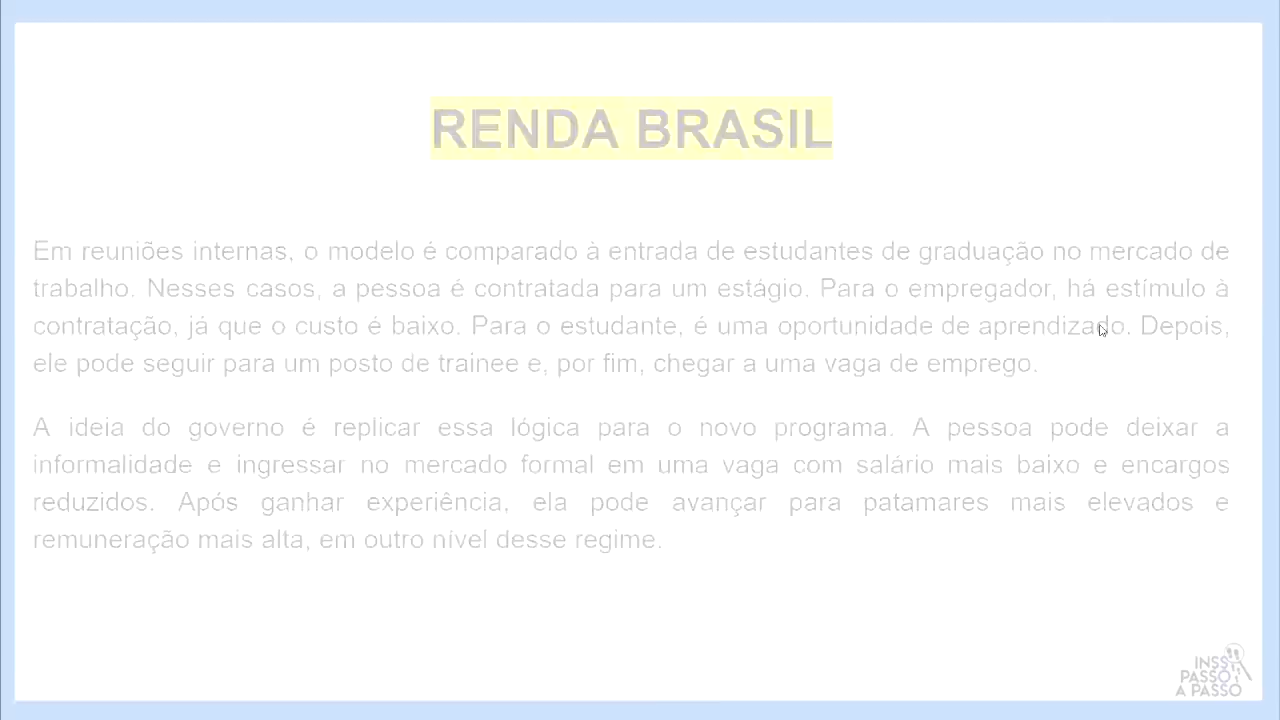 RENDA BRASIL
Em reuniões internas, o modelo é comparado à entrada de estudantes de graduação no mercado de
trabalho. Nesses casos, a pessoa é contratada para um estágio. Para o empregador, há estímulo à
contratação, já que o custo é baixo. Para o estudante, é uma oportunidade de aprendizado. Depois,
ele pode seguir para um posto de trainee e, por fim, chegar a uma vaga de emprego.
A ideia do governo é replicar essa lógica para o novo programa. A pessoa pode deixar a
informalidade e ingressar no mercado formal em uma vaga com salário mais baixo e encargos
reduzidos. Após ganhar experiência, ela pode avançar para patamares mais elevados e
remuneração mais alta, em outro nível desse regime.
INSS
PASSO
A PASSO